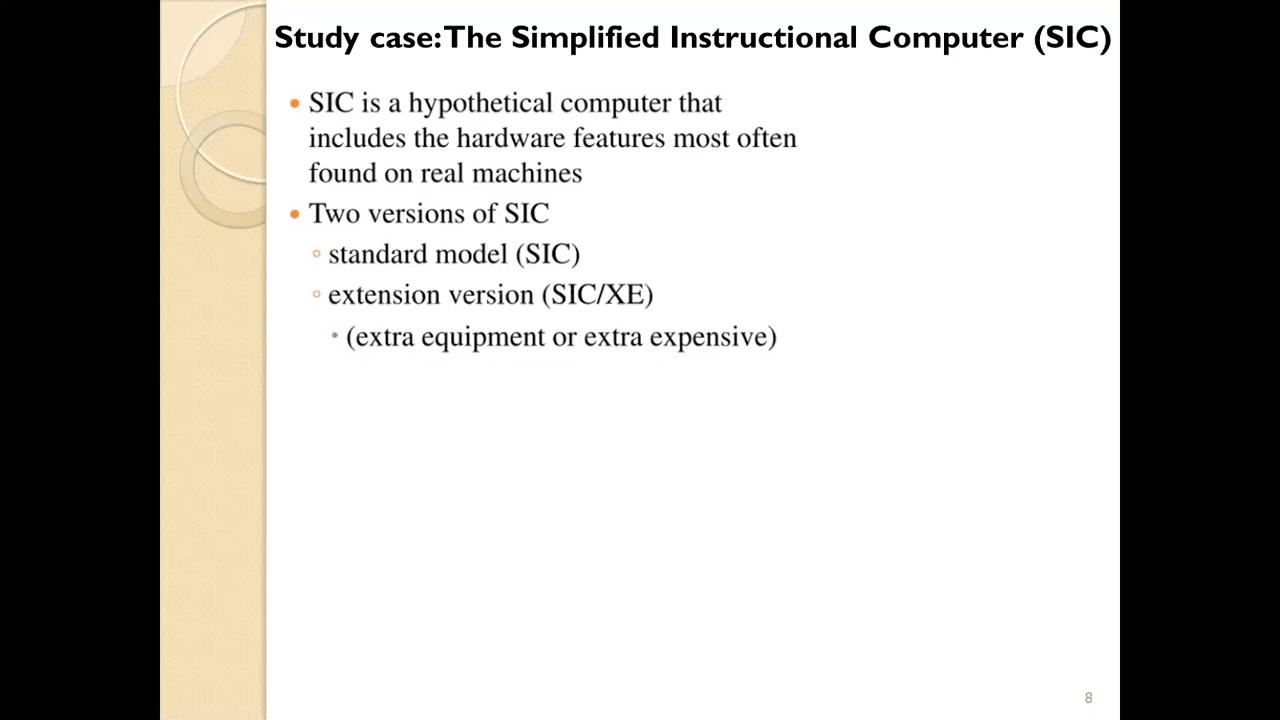 Study case: The Simplified Instructional Computer (SIC)
• SIC is a hypothetical computer that
includes the hardware features most often
found on real machines
• Two versions of SIC
◦ standard model (SIC)
◦ extension version (SIC/XE)
• (extra equipment or extra expensive)
8